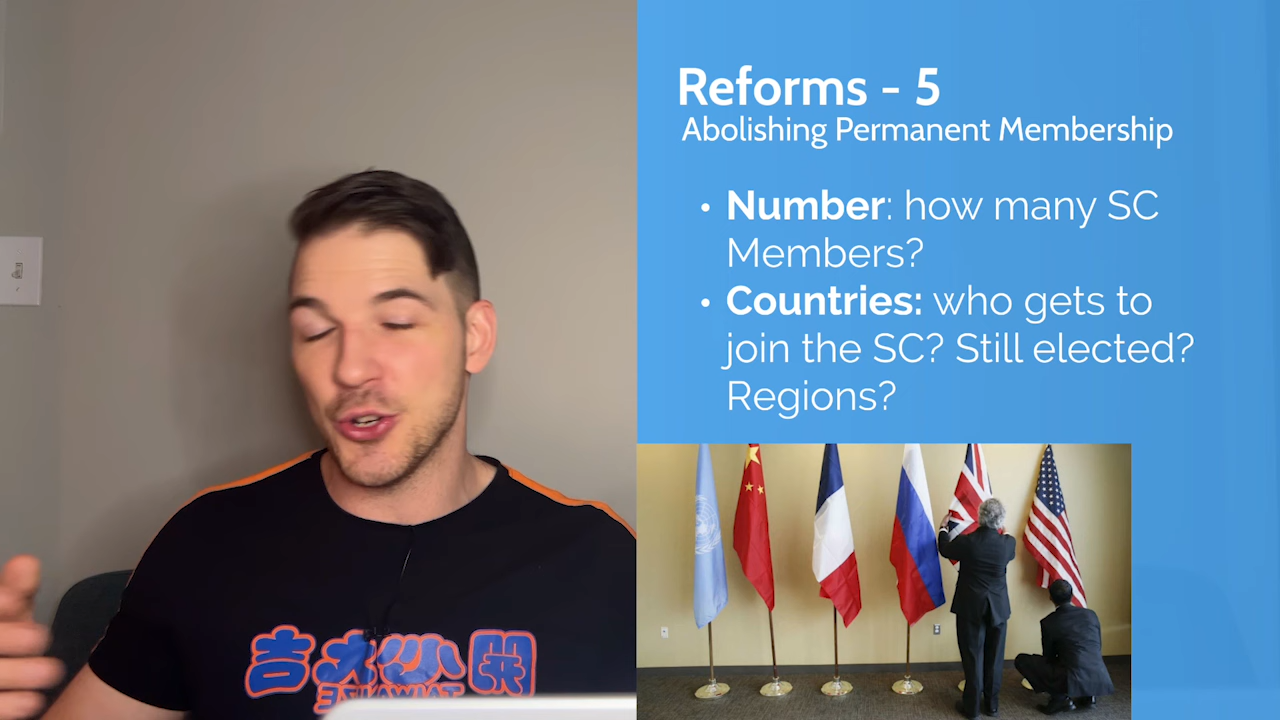 Reforms - 5
Abolishing Permanent Membership
• Number: how many SC
Members?
• Countries: who gets to
join the SC? Still elected?
Regions?